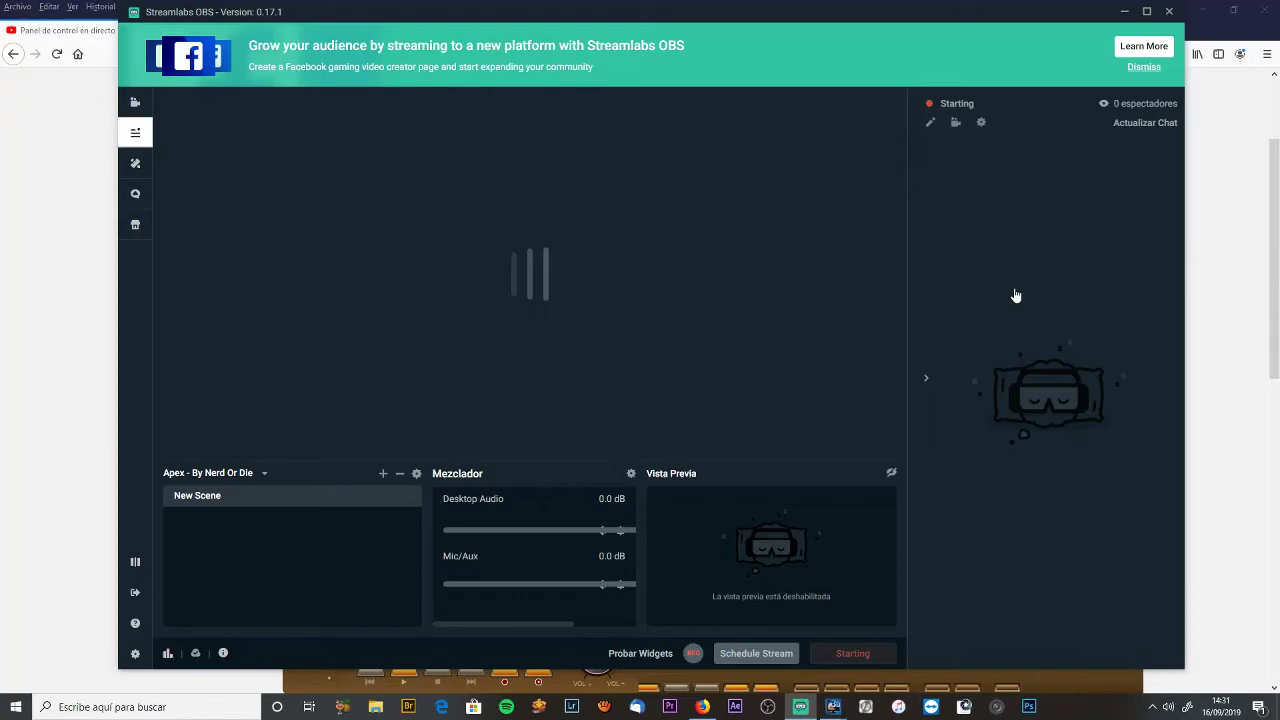 Archivo Editar Ver Historial
Streamlabs OBS - Version: 0.17.1
Panel de control en directo
Grow your audience by streaming to a new platform with Streamlabs OBS
Create a Facebook gaming video creator page and start expanding your community
Learn More
Dismiss
Starting
0 espectadores
Actualizar Chat
Apex - By Nerd Or Die
Mezclador
Vista Previa
New Scene
Desktop Audio 0.0 dB
Mic/Aux 0.0 dB
La vista previa está deshabilitada
Probar Widgets
REC
Schedule Stream
Starting
VOL - VOL -
Escribe aquí para buscar
14:31
16/09/2019